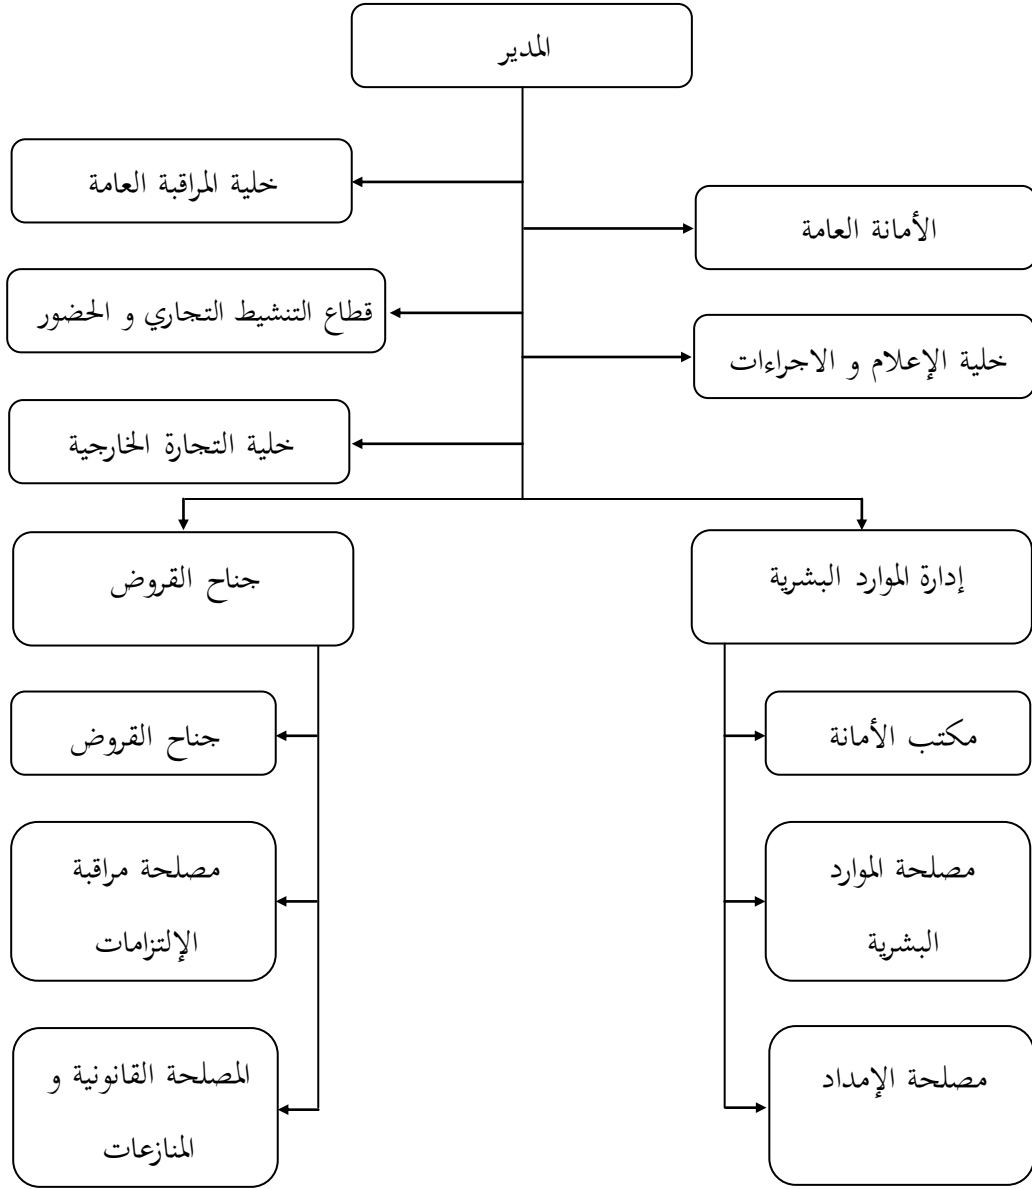 المدير
خلية المراقبة العامة
الأمانة العامة
قطاع التنشيط التجاري و الحضور
خلية الإعلام و الاجراءات
خلية التجارة الخارجية
إدارة الموارد البشرية
جناح القروض
مكتب الأمانة
جناح القروض
مصلحة الموارد
البشرية
مصلحة مراقبة
الإلتزامات
مصلحة الإمداد
المصلحة القانونية و
المنازعات